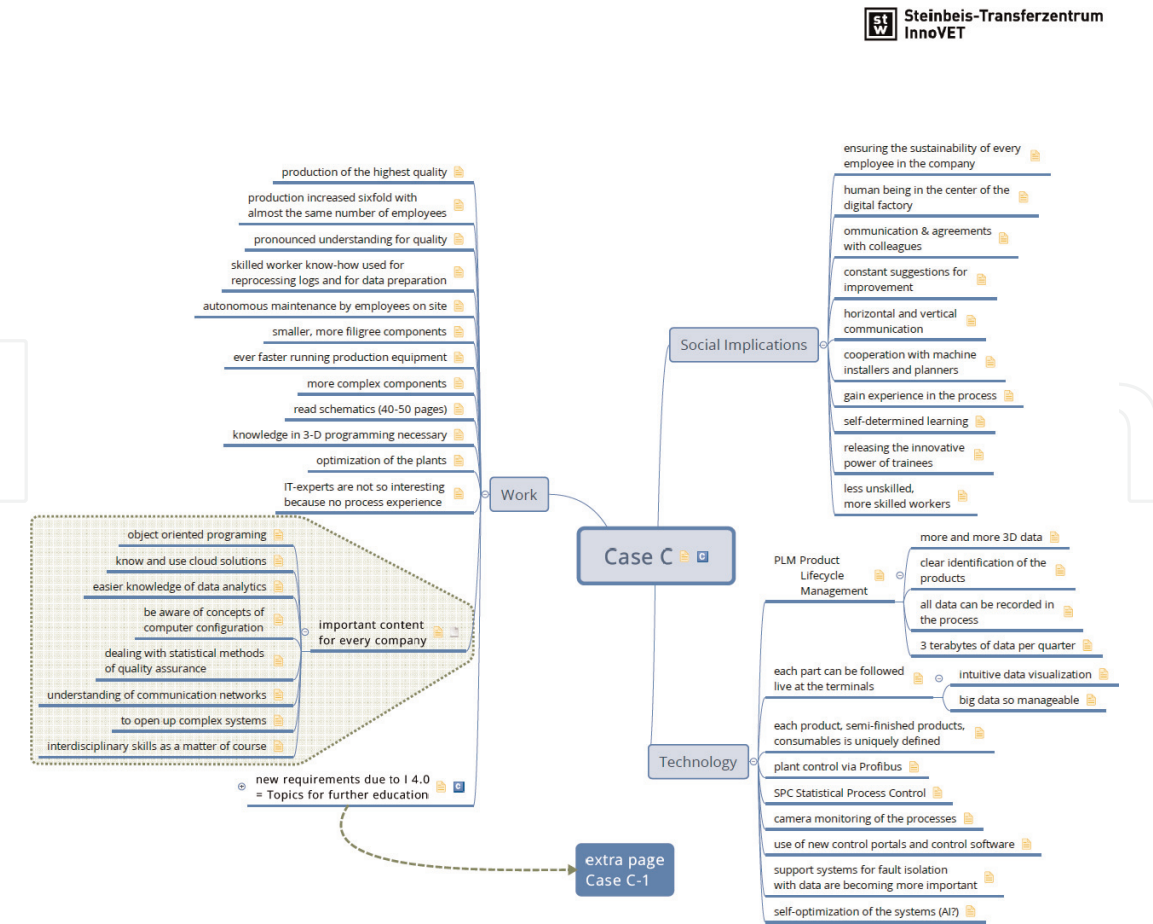 st
w
Steinbeis-Transferzentrum
InnoVET
production of the highest quality
production increased sixfold with
almost the same number of employees
pronounced understanding for quality
skilled worker know-how used for
reprocessing logs and for data preparation
autonomous maintenance by employees on site
smaller, more filigree components
ever faster running production equipment
more complex components
read schematics (40-50 pages)
knowledge in 3-D programming necessary
optimization of the plants
IT-experts are not so interesting
because no process experience
Work
object oriented programing
know and use cloud solutions
easier knowledge of data analytics
be aware of concepts of
computer configuration
dealing with statistical methods
of quality assurance
understanding of communication networks
to open up complex systems
interdisciplinary skills as a matter of course
important content
for every company
new requirements due to I 4.0
= Topics for further education
C
extra page
Case C-1
Case C
C
Social Implications
ensuring the sustainability of every
employee in the company
human being in the center of the
digital factory
ommunication & agreements
with colleagues
constant suggestions for
improvement
horizontal and vertical
communication
cooperation with machine
installers and planners
gain experience in the process
self-determined learning
releasing the innovative
power of trainees
less unskilled,
more skilled workers
Technology
PLM Product
Lifecycle
Management
more and more 3D data
clear identification of the
products
all data can be recorded in
the process
3 terabytes of data per quarter
each part can be followed
live at the terminals
intuitive data visualization
big data so manageable
each product, semi-finished products,
consumables is uniquely defined
plant control via Profibus
SPC Statistical Process Control
camera monitoring of the processes
use of new control portals and control software
support systems for fault isolation
with data are becoming more important
self-optimization of the systems (AI?)